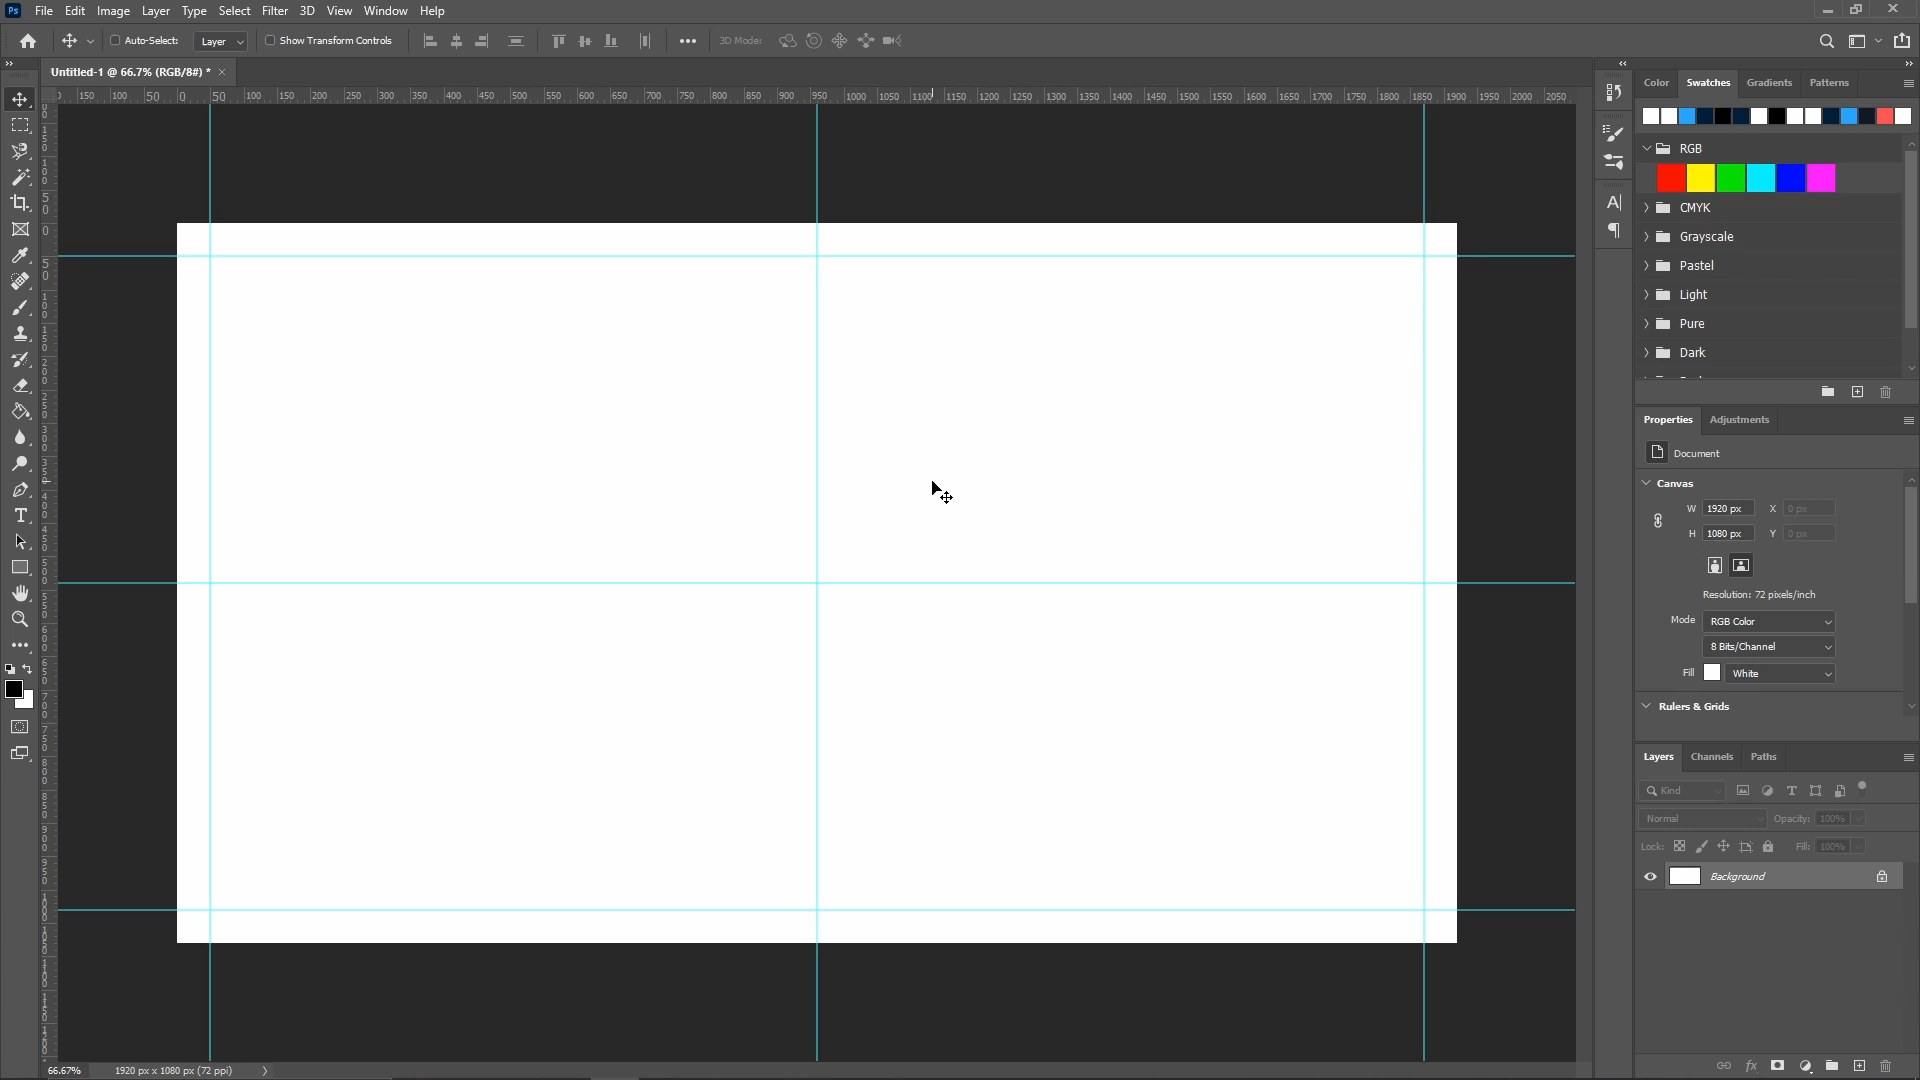 Ps File Edit Image Layer Type Select Filter 3D View Window Help
Auto-Select: Layer Show Transform Controls 3D Mode:
Untitled-1 @ 66.7% (RGB/8#) * ×
150 100 50 0 50 100 150 200 250 300 350 400 450 500 550 600 650 700 750 800 850 900 950 1000 1050 1100 1150 1200 1250 1300 1350 1400 1450 1500 1550 1600 1650 1700 1750 1800 1850 1900 1950 2000 2050
Color Swatches Gradients Patterns
RGB
CMYK
Grayscale
Pastel
Light
Pure
Dark
Properties Adjustments
Document
Canvas
W 1920 px X 0 px
H 1080 px Y 0 px
Resolution: 72 pixels/inch
Mode RGB Color
8 Bits/Channel
Fill White
Rulers & Grids
Layers Channels Paths
Kind
Normal Opacity: 100%
Lock: Fill: 100%
Background
66.67% 1920 px x 1080 px (72 ppi)